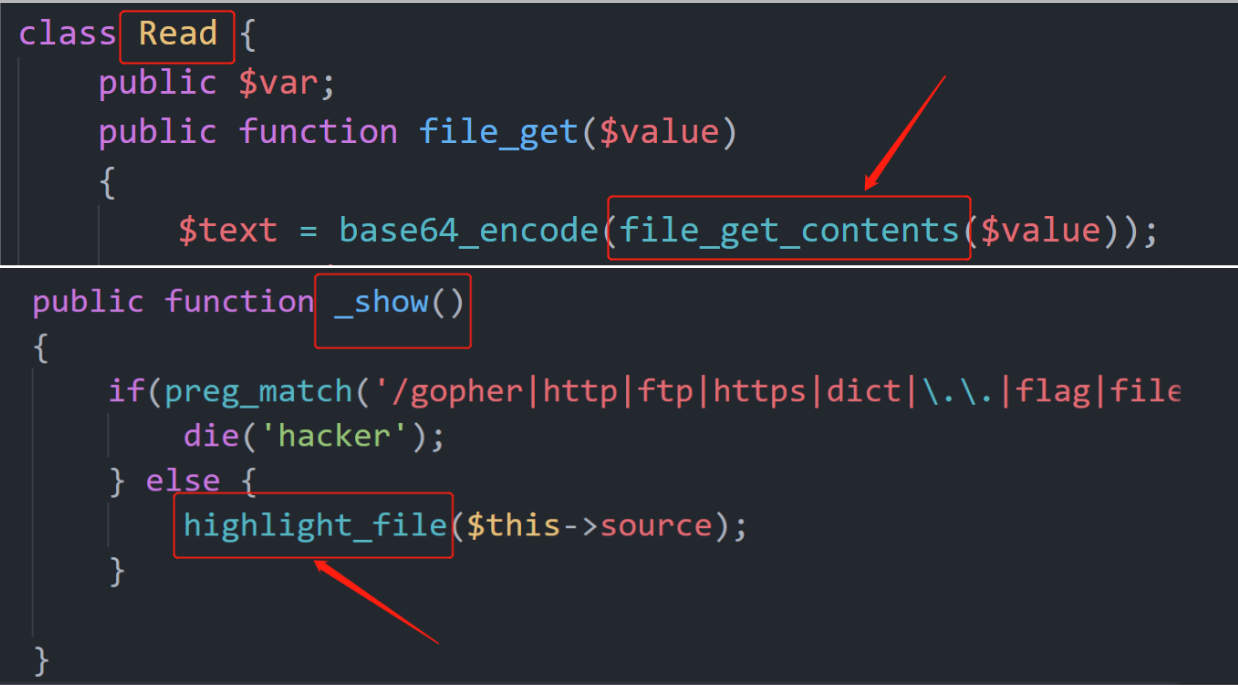 class Read {
public $var;
public function file_get($value)
{
$text = base64_encode(file_get_contents($value));
public function _show()
{
if(preg_match('/gopher|http|ftp|https|dict|\.\.|flag|file
die('hacker');
} else {
highlight_file($this->source);
}
}